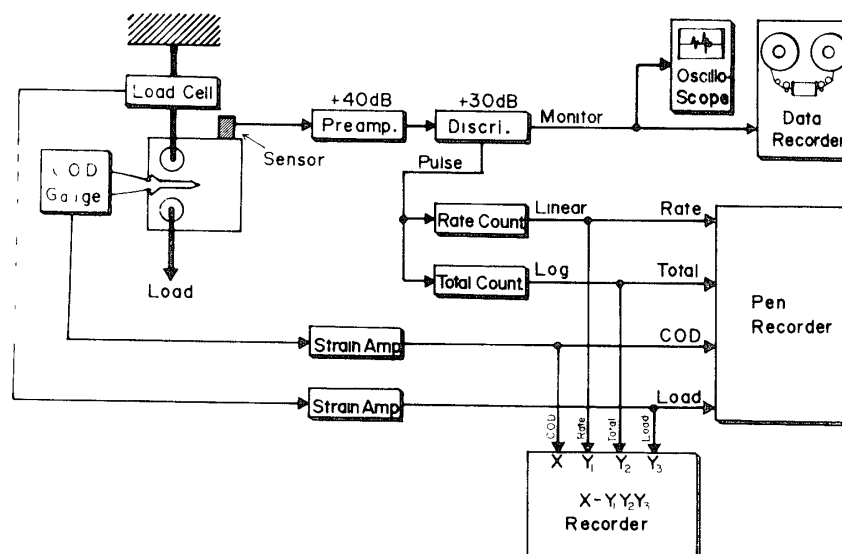 Load Cell
+40dB
Preamp.
+30dB
Discri.
Monitor
Oscillo-
Scope
Data
Recorder
Sensor
Pulse
COD
Gauge
Load
Rate Count
Linear
Rate
Total Count
Log
Total
Pen
Recorder
Strain Amp
COD
Strain Amp
Load
COD
Rate
Total
Load
X
Y₁
Y₂
Y₃
X-Y₁Y₂Y₃
Recorder